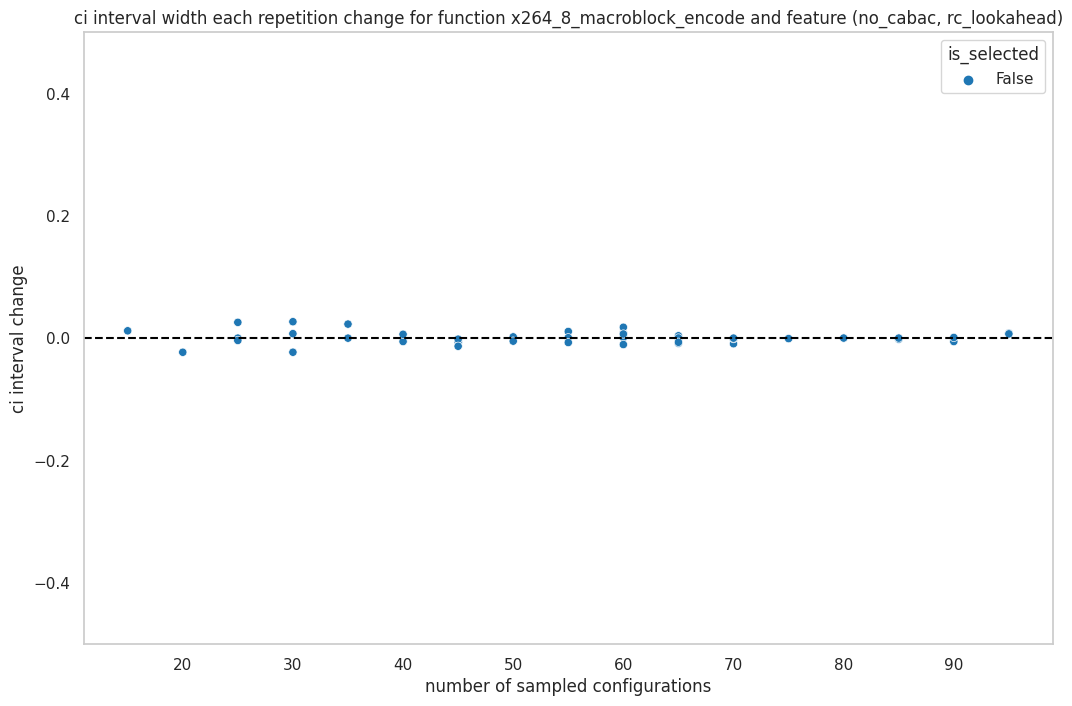 ci interval width each repetition change for function x264_8_macroblock_encode and feature (no_cabac, rc_lookahead)
is_selected
False
0.4
0.2
0.0
−0.2
−0.4
ci interval change
20 30 40 50 60 70 80 90
number of sampled configurations